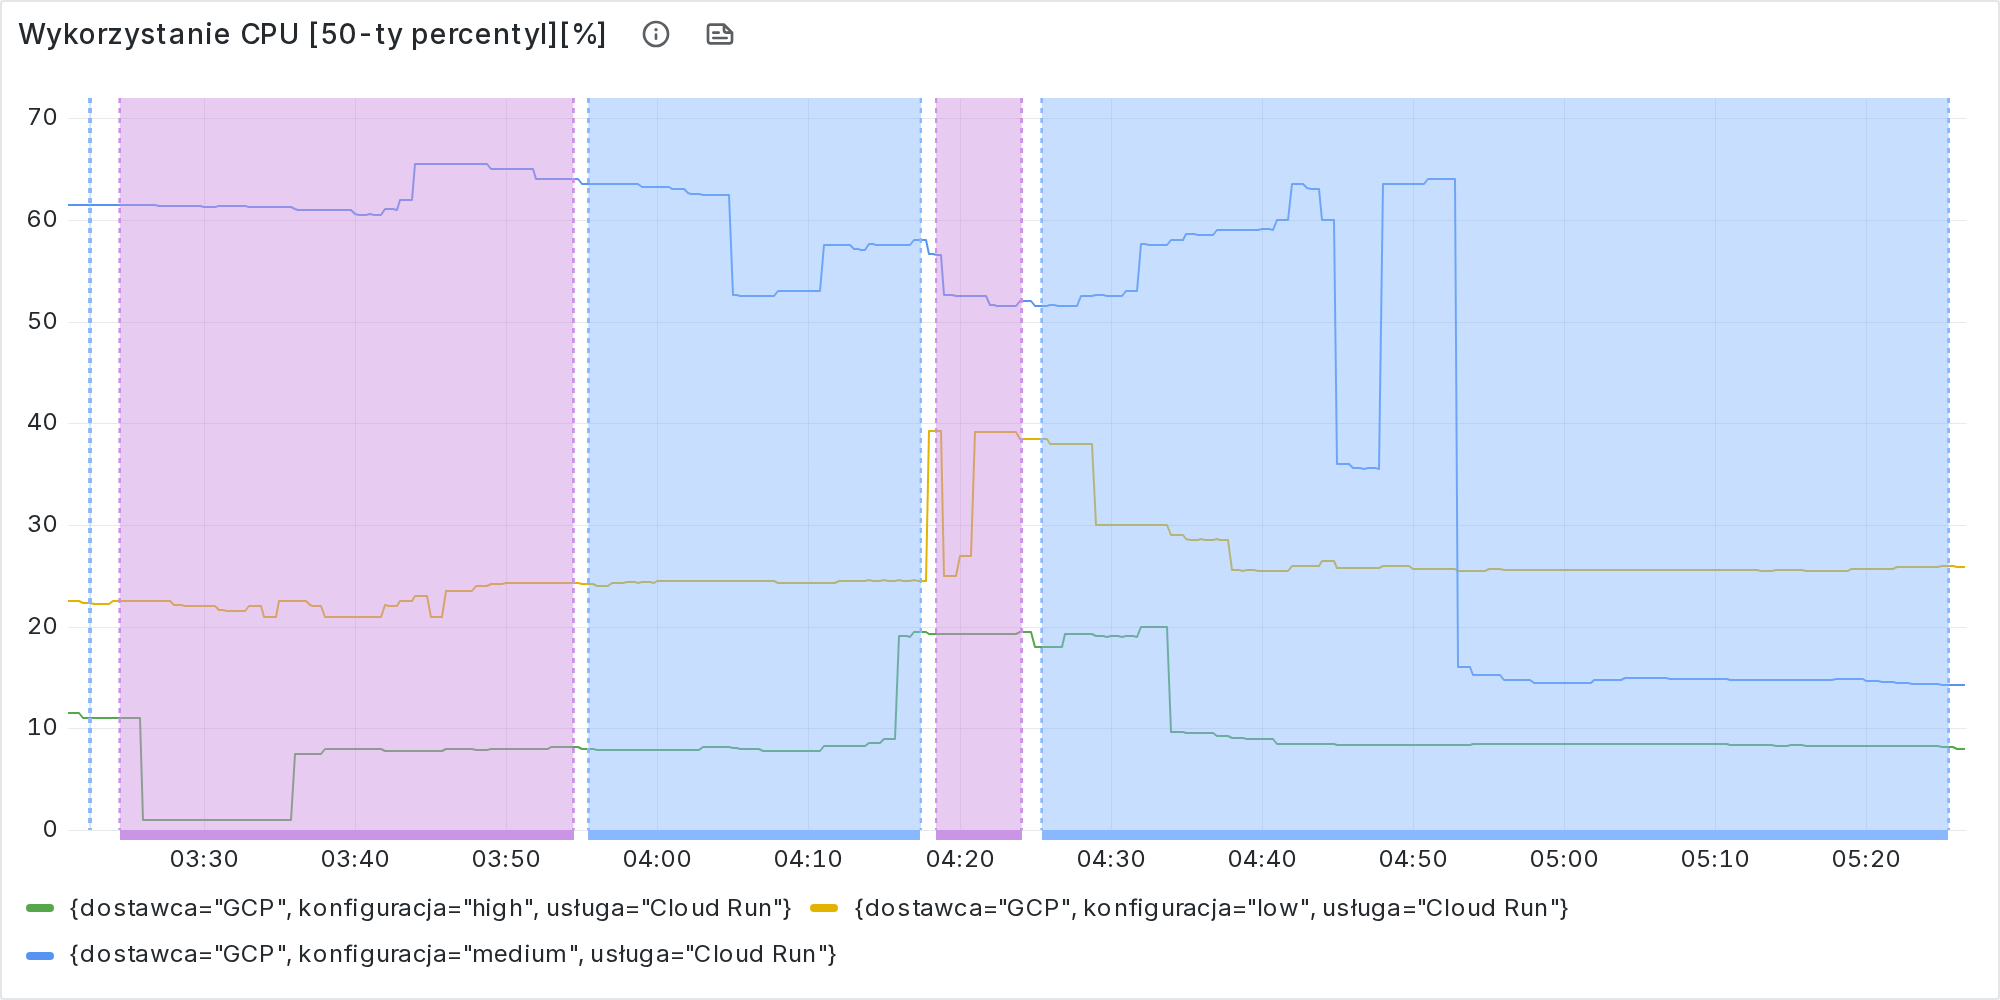 Wykorzystanie CPU [50-ty percentyl][%]
70
60
50
40
30
20
10
0
03:30 03:40 03:50 04:00 04:10 04:20 04:30 04:40 04:50 05:00 05:10 05:20
{dostawca="GCP", konfiguracja="high", usługa="Cloud Run"} {dostawca="GCP", konfiguracja="low", usługa="Cloud Run"}
{dostawca="GCP", konfiguracja="medium", usługa="Cloud Run"}